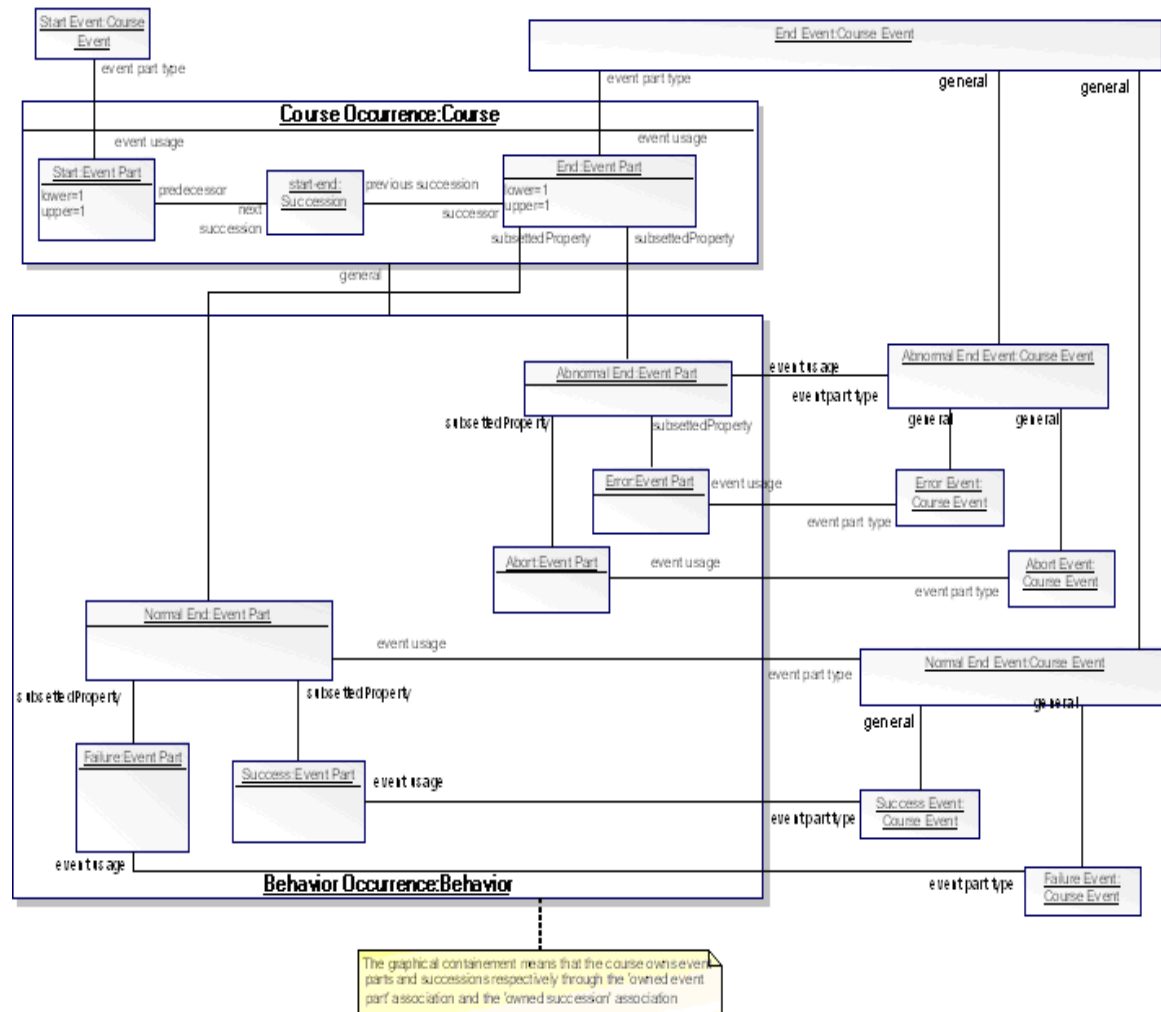 Start Event:Course
Event
End Event:Course Event
event part type
event part type
general
general
Course Occurrence:Course
event usage
event usage
Start:Event Part
lower=1
upper=1
predecessor
next
succession
start-end:
Succession
previous succession
successor
End:Event Part
lower=1
upper=1
subsettedProperty
subsettedProperty
general
Abnormal End:Event Part
event usage
event part type
Abnormal End Event:Course Event
subsettedProperty
subsettedProperty
general
general
Error:Event Part
event usage
event part type
Error Event:
Course Event
Abort:Event Part
event usage
event part type
Abort Event:
Course Event
Normal End:Event Part
event usage
event part type
Normal End Event:Course Event
subsettedProperty
subsettedProperty
general
general
Failure:Event Part
Success:Event Part
event usage
event part type
Success Event:
Course Event
event usage
event part type
Failure Event:
Course Event
Behavior Occurrence:Behavior
The graphical containement means that the course owns event
parts and successions respectively through the 'owned event
part' association and the 'owned succession' association